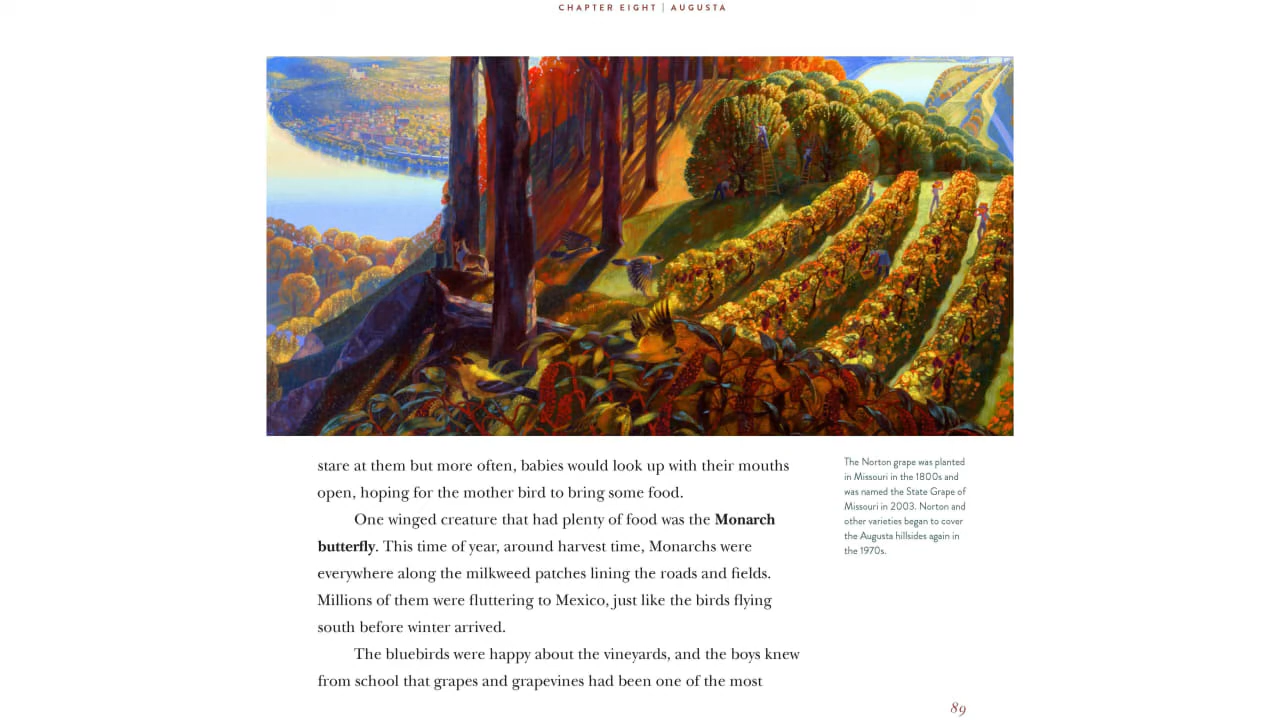 CHAPTER EIGHT | AUGUSTA
stare at them but more often, babies would look up with their mouths
open, hoping for the mother bird to bring some food.
One winged creature that had plenty of food was the Monarch
butterfly. This time of year, around harvest time, Monarchs were
everywhere along the milkweed patches lining the roads and fields.
Millions of them were fluttering to Mexico, just like the birds flying
south before winter arrived.
The bluebirds were happy about the vineyards, and the boys knew
from school that grapes and grapevines had been one of the most
The Norton grape was planted
in Missouri in the 1800s and
was named the State Grape of
Missouri in 2003. Norton and
other varieties began to cover
the Augusta hillsides again in
the 1970s.
89